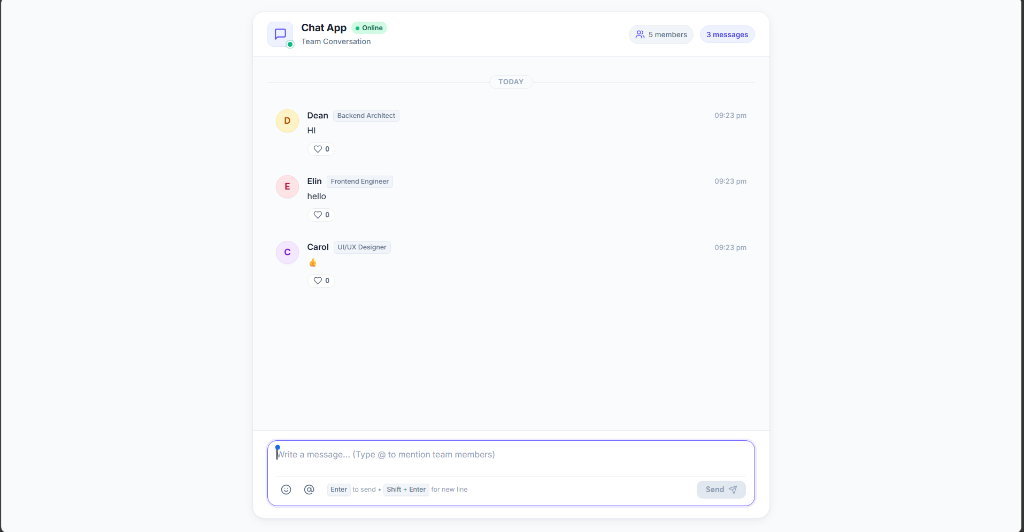 Chat App • Online
Team Conversation
5 members
3 messages
TODAY
D
Dean Backend Architect 09:23 pm
HI
0
E
Elin Frontend Engineer 09:23 pm
hello
0
C
Carol UI/UX Designer 09:23 pm
👍
0
Write a message... (Type @ to mention team members)
Enter to send • Shift + Enter for new line
Send